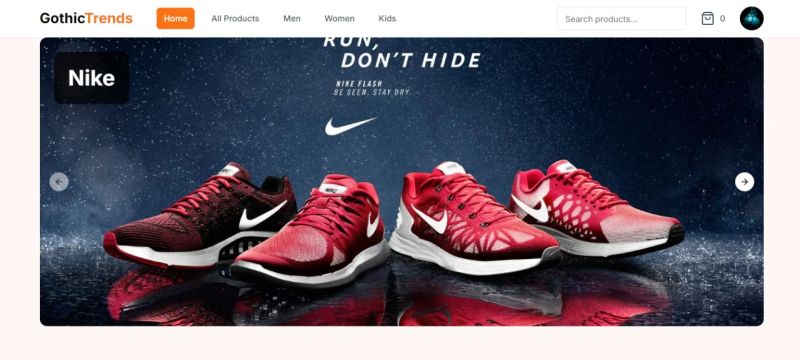 GothicTrends
Home
All Products
Men
Women
Kids
Search products...
0
RUN,
DON'T HIDE
Nike
NIKE FLASH
BE SEEN. STAY DRY.